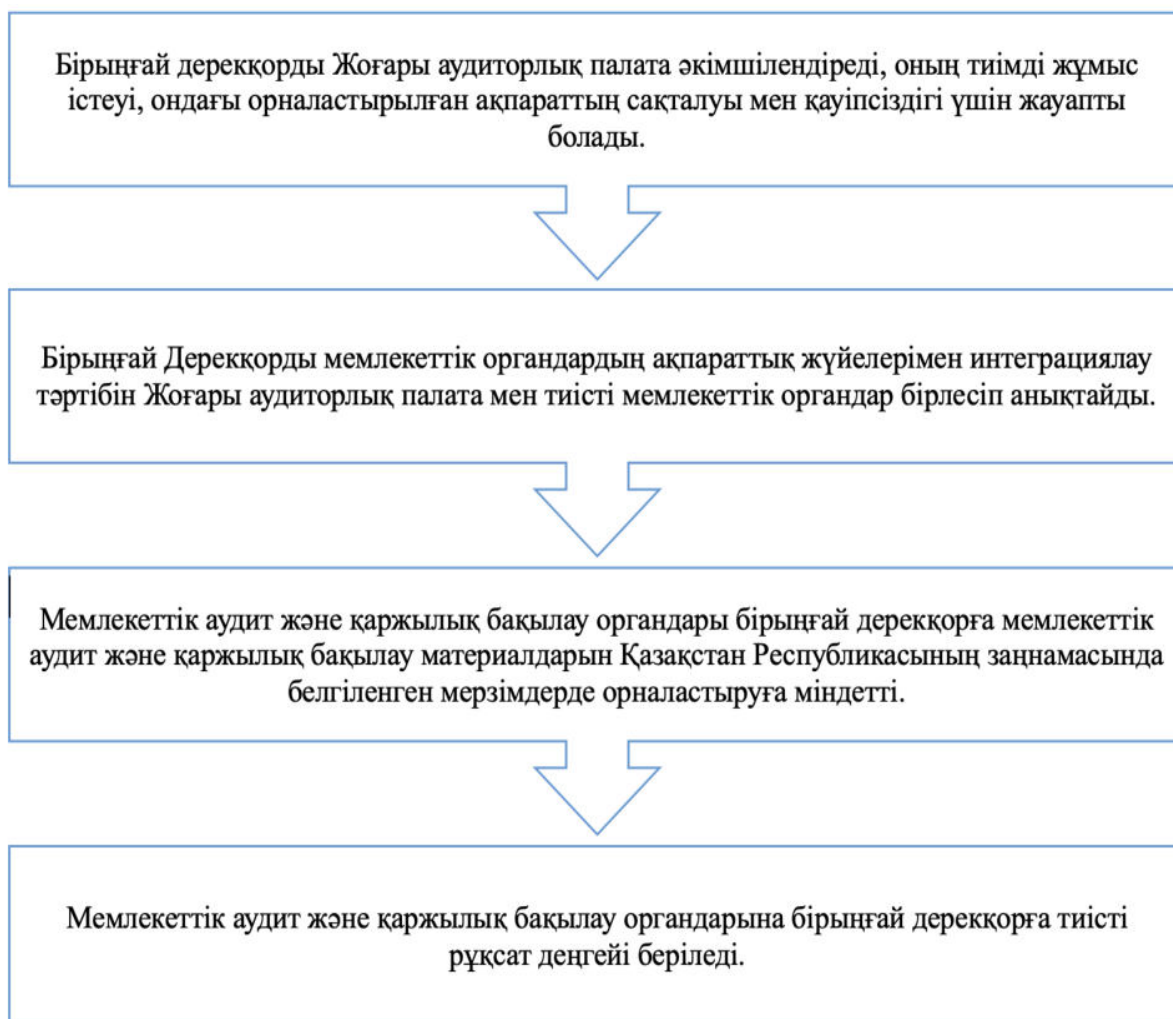 Бірыңғай дерекқорды Жоғары аудиторлық палата әкімшілендіреді, оның тиімді жұмыс
істеуі, ондағы орналастырылған ақпараттың сақталуы мен қауіпсіздігі үшін жауапты
болады.
Бірыңғай Дерекқорды мемлекеттік органдардың ақпараттық жүйелерімен интеграциялау
тәртібін Жоғары аудиторлық палата мен тиісті мемлекеттік органдар бірлесіп анықтайды.
Мемлекеттік аудит және қаржылық бақылау органдары бірыңғай дерекқорға мемлекеттік
аудит және қаржылық бақылау материалдарын Қазақстан Республикасының заңнамасында
белгіленген мерзімдерде орналастыруға міндетті.
Мемлекеттік аудит және қаржылық бақылау органдарына бірыңғай дерекқорға тиісті
рұқсат деңгейі беріледі.